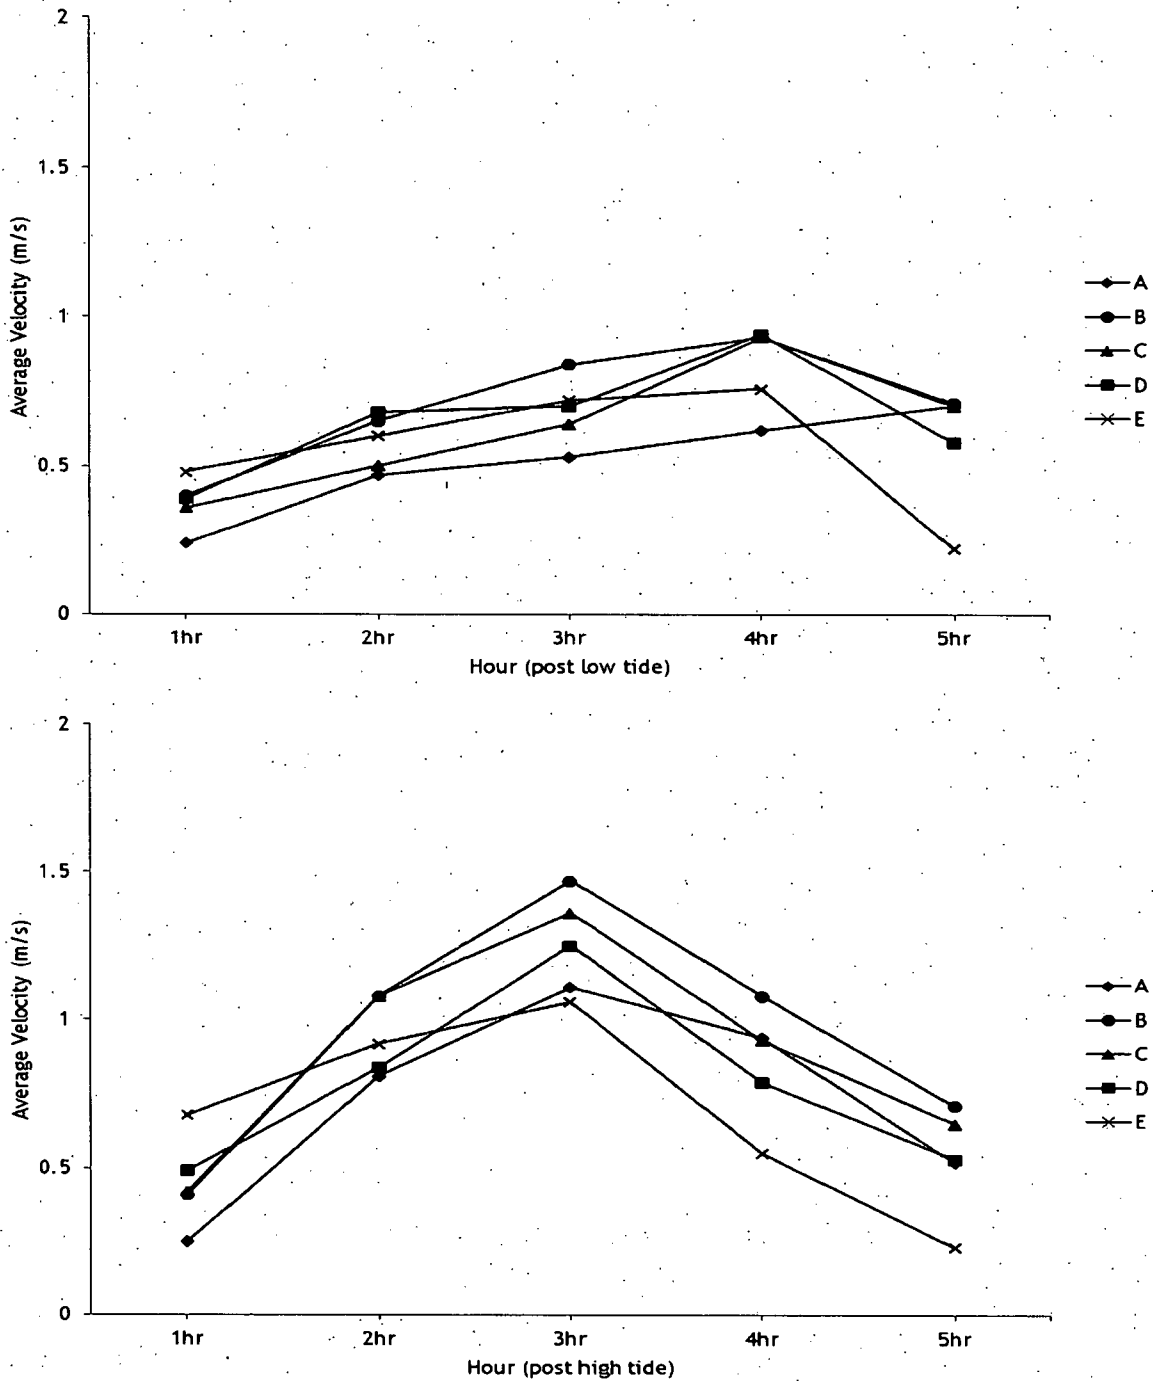 2
1.5
1
0.5
0
Average Velocity (m/s)
1hr 2hr 3hr 4hr 5hr
Hour (post low tide)
A
B
C
D
E
2
1.5
1
0.5
0
Average Velocity (m/s)
1hr 2hr 3hr 4hr 5hr
Hour (post high tide)
A
B
C
D
E